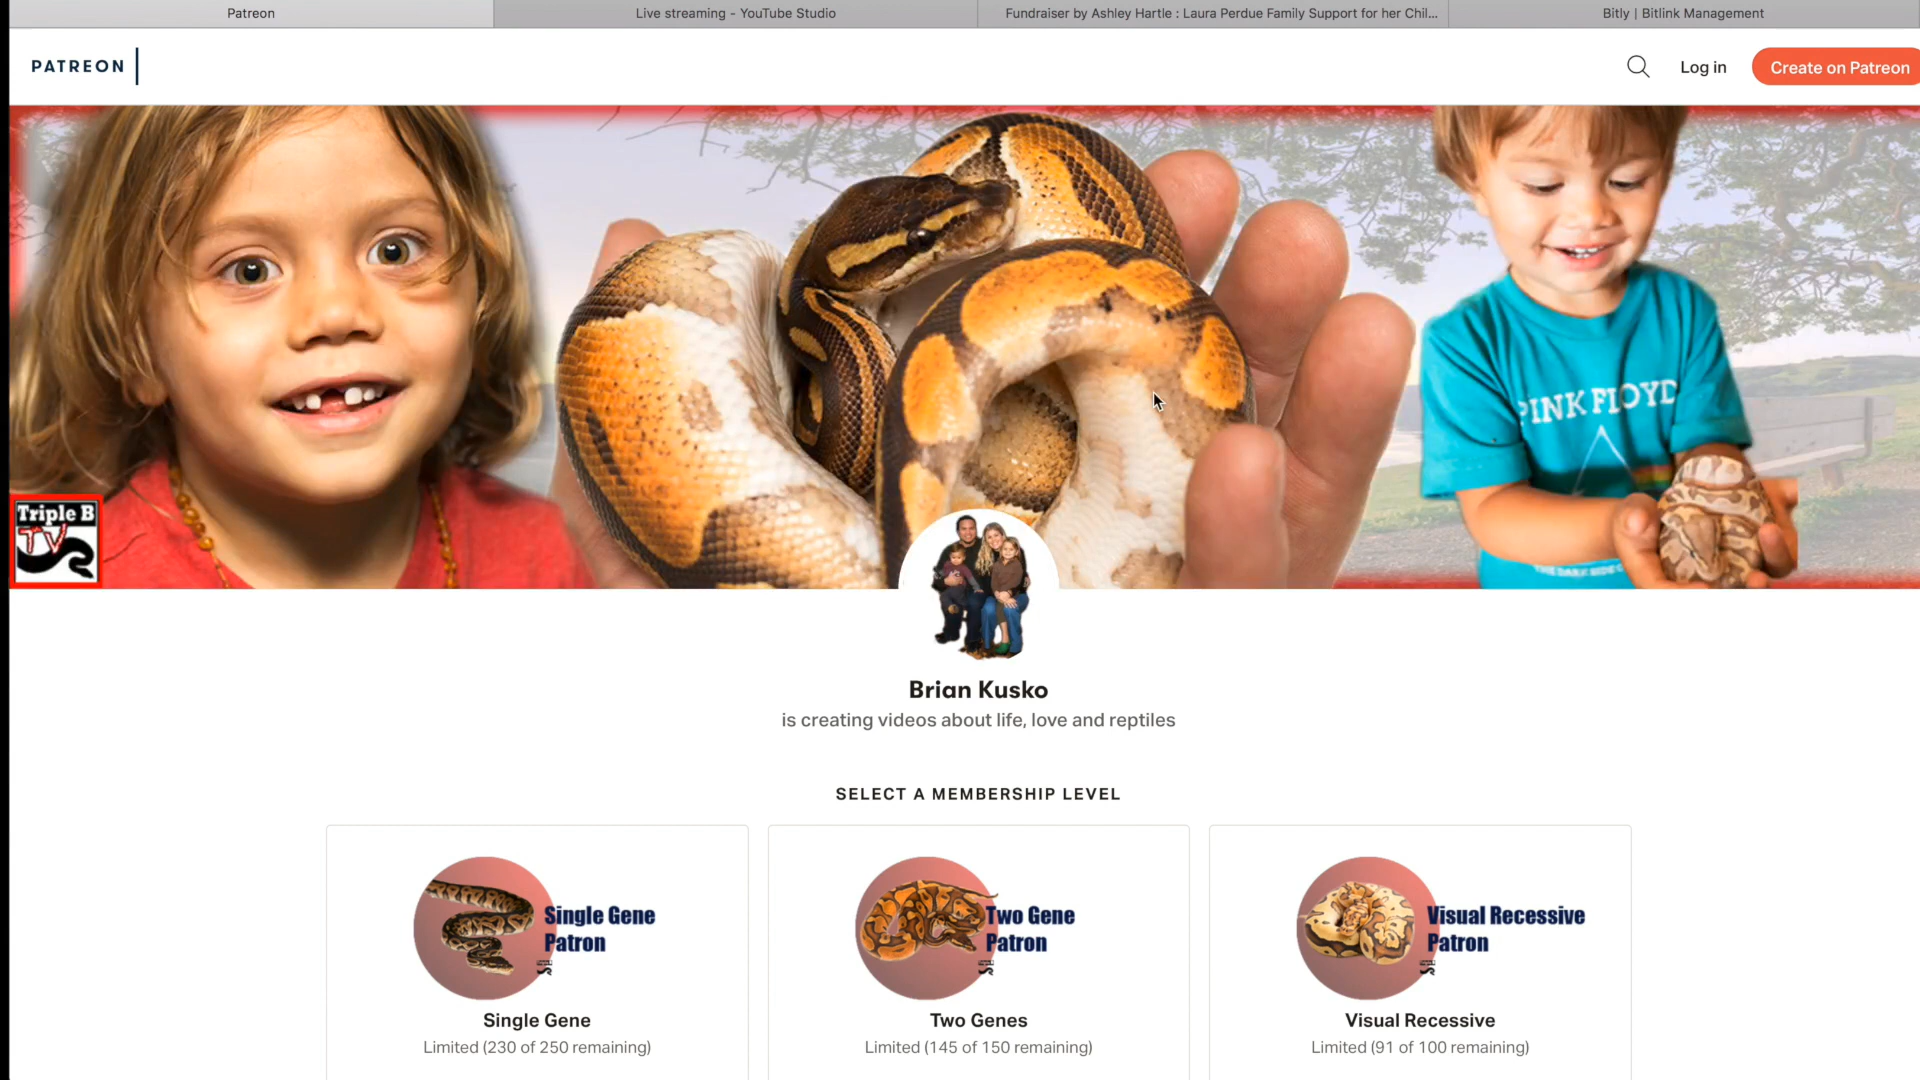 Patreon
Live streaming - YouTube Studio
Fundraiser by Ashley Hartle : Laura Perdue Family Support for her Chil...
Bitly | Bitlink Management
PATREON
Log in
Create on Patreon
PINK FLOYD
Triple B
TV
Brian Kusko
is creating videos about life, love and reptiles
SELECT A MEMBERSHIP LEVEL
Single Gene
Patron
Two Gene
Patron
Visual Recessive
Patron
Single Gene
Two Genes
Visual Recessive
Limited (230 of 250 remaining)
Limited (145 of 150 remaining)
Limited (91 of 100 remaining)